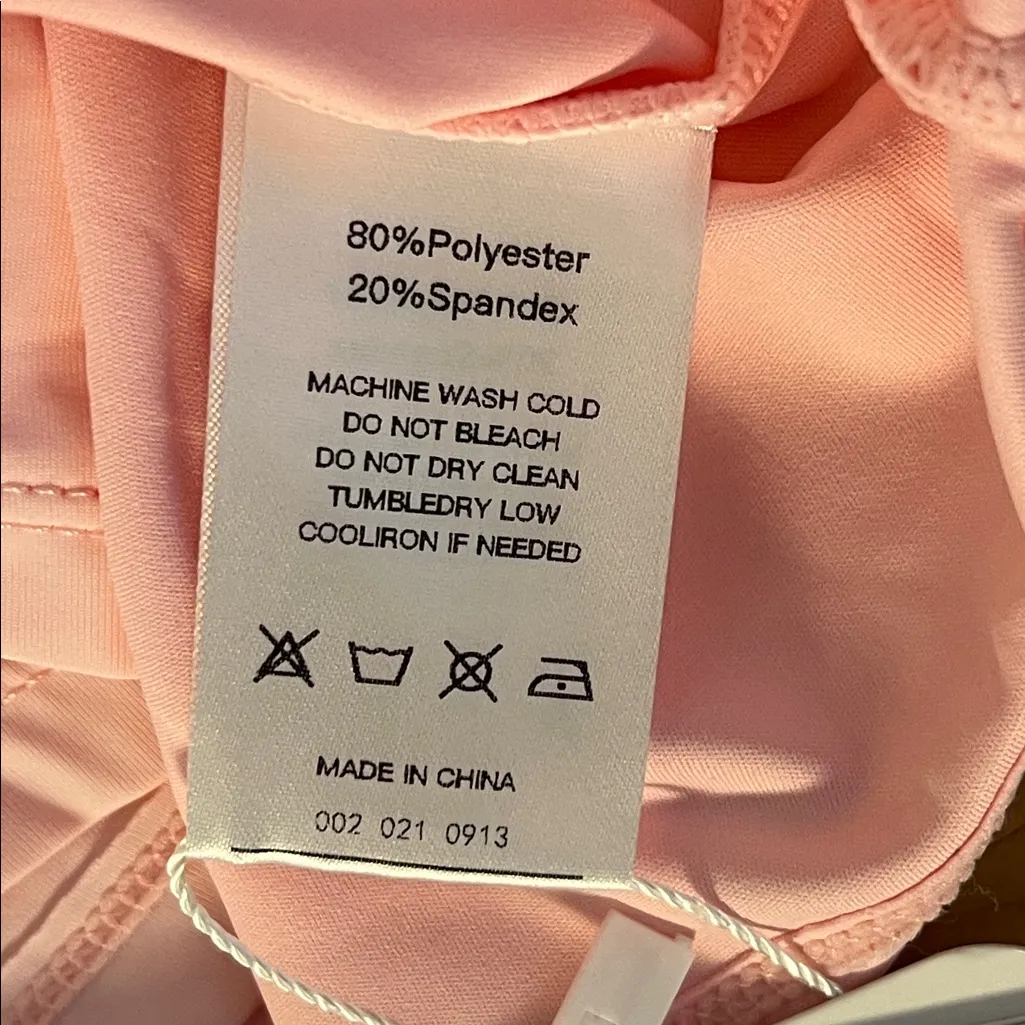 80%Polyester
20%Spandex
MACHINE WASH COLD
DO NOT BLEACH
DO NOT DRY CLEAN
TUMBLEDRY LOW
COOLIRON IF NEEDED
MADE IN CHINA
002 021 0913